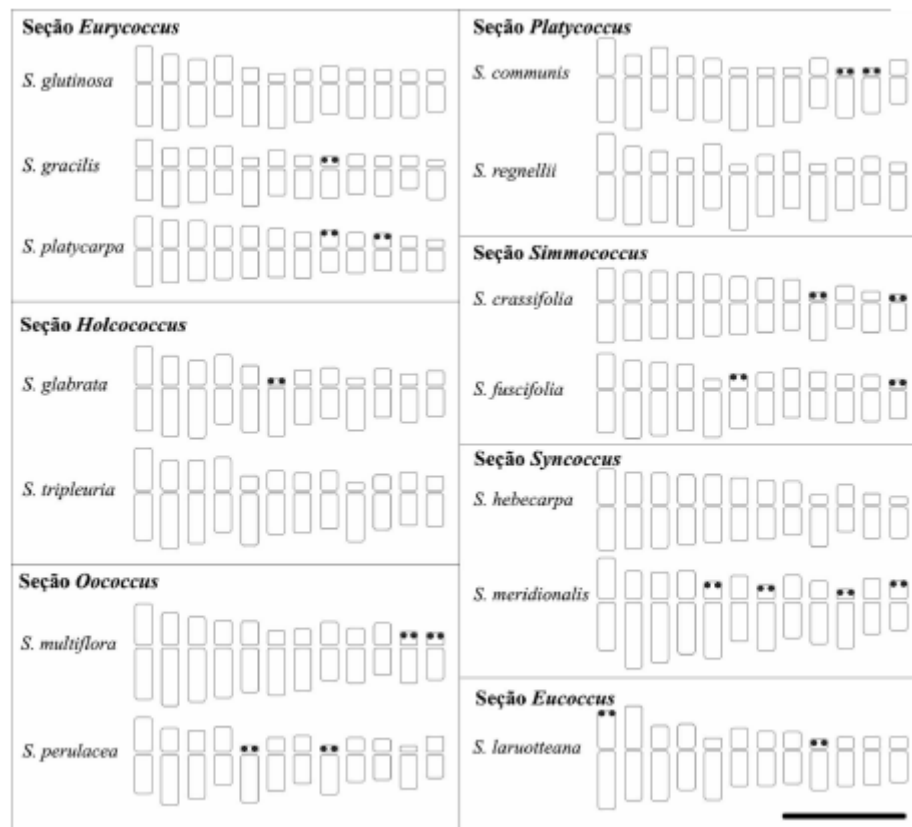 Seção Eurycoccus
S. glutinosa
S. gracilis
S. platycarpa
Seção Holcococcus
S. glabrata
S. tripleuria
Seção Oococcus
S. multiflora
S. perulacea
Seção Platycoccus
S. communis
S. regnellii
Seção Simmococcus
S. crassifolia
S. fuscifolia
Seção Syncoccus
S. hebecarpa
S. meridionalis
Seção Eucoccus
S. laruotteana